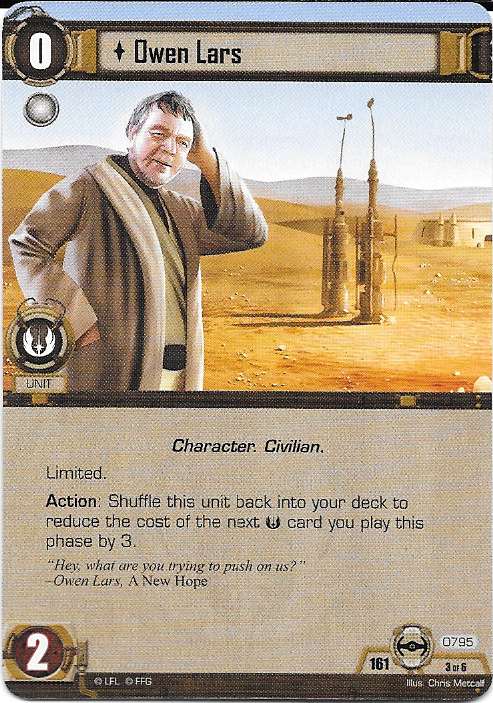 0
Owen Lars
UNIT
Character. Civilian.
Limited.
Action: Shuffle this unit back into your deck to
reduce the cost of the next card you play this
phase by 3.
"Hey, what are you trying to push on us?"
–Owen Lars, A New Hope
2
161
0795
3 OF 6
© LFL © FFG
Illus. Chris Metcalf